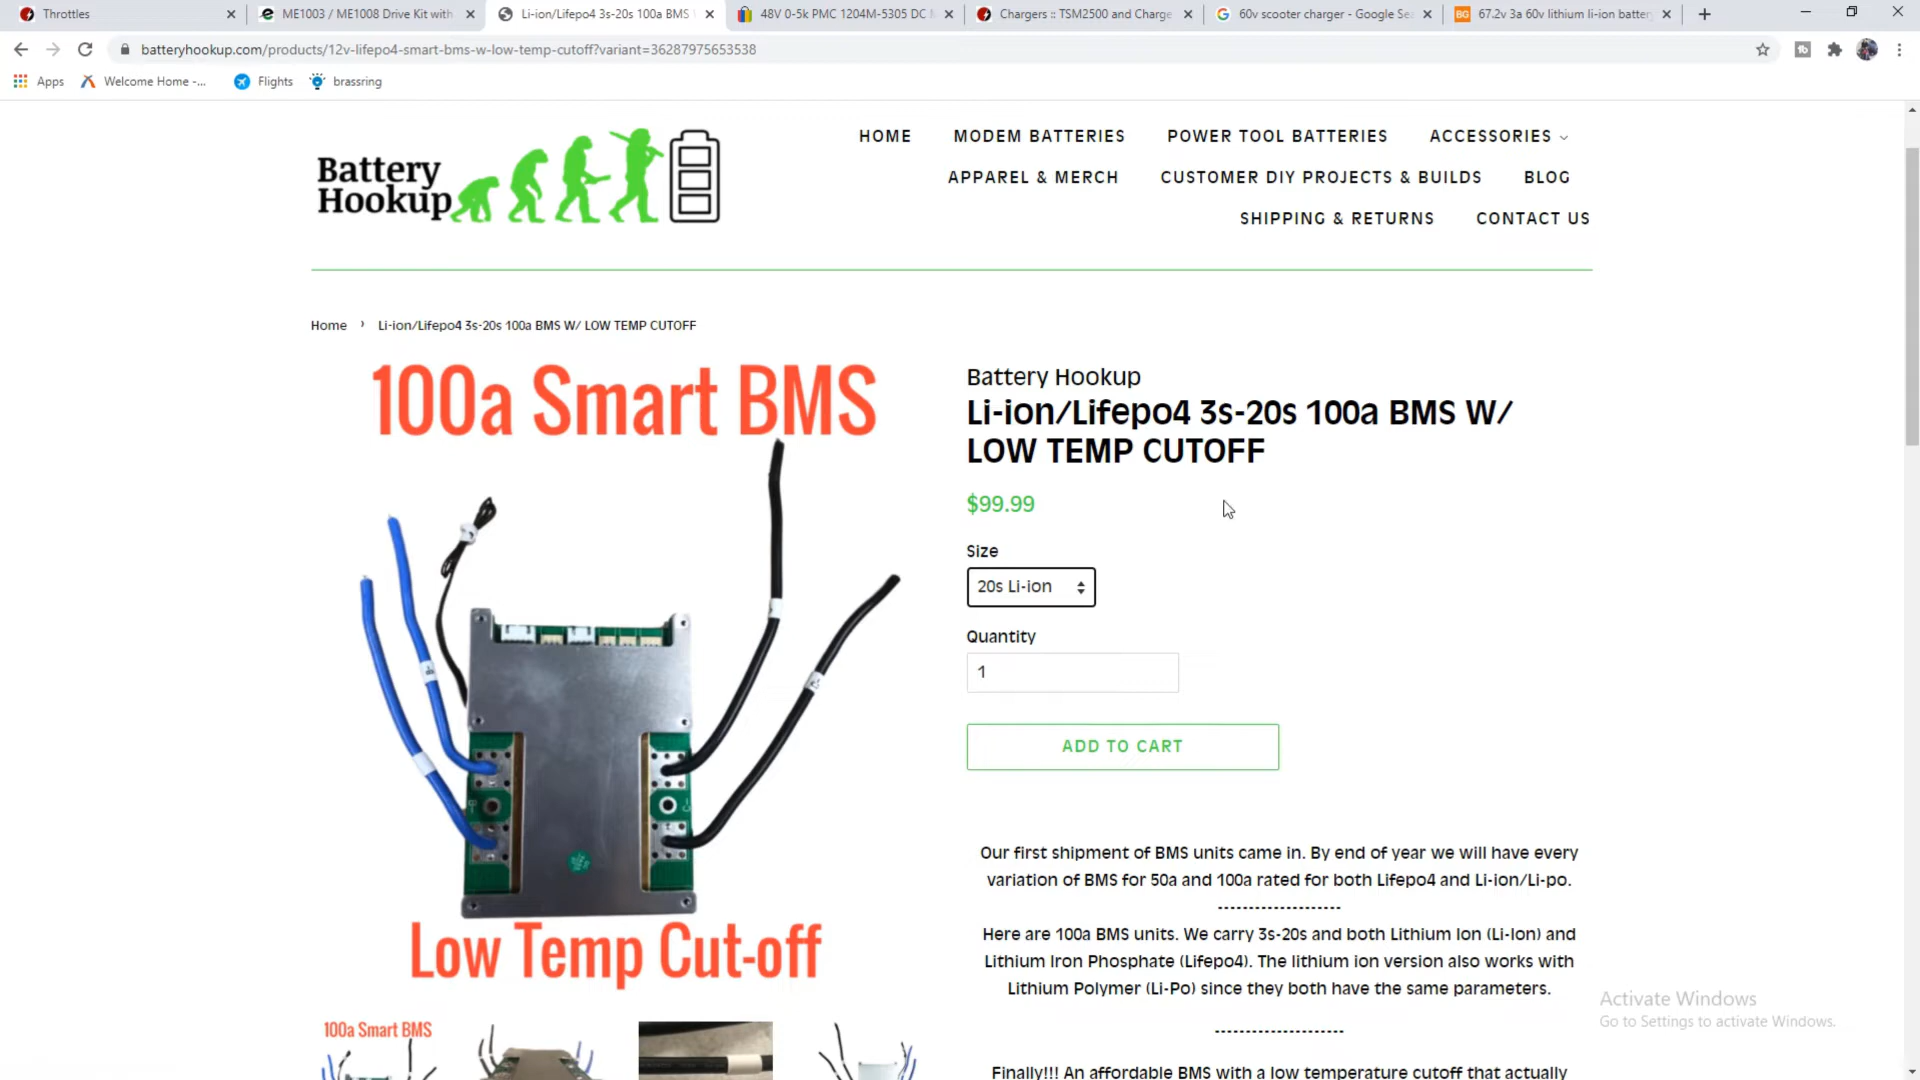 Throttles
ME1003 / ME1008 Drive Kit with
Li-ion/Lifepo4 3s-20s 100a BMS
48V 0-5k PMC 1204M-5305 DC
Chargers :: TSM2500 and Charge
60v scooter charger - Google Se
67.2v 3a 60v lithium li-ion batter
batteryhookup.com/products/12v-lifepo4-smart-bms-w-low-temp-cutoff?variant=36287975653538
Apps
Welcome Home -...
Flights
brassring
Battery
Hookup
HOME
MODEM BATTERIES
POWER TOOL BATTERIES
ACCESSORIES
APPAREL & MERCH
CUSTOMER DIY PROJECTS & BUILDS
BLOG
SHIPPING & RETURNS
CONTACT US
Home › Li-ion/Lifepo4 3s-20s 100a BMS W/ LOW TEMP CUTOFF
100a Smart BMS
Low Temp Cut-off
100a Smart BMS
Battery Hookup
Li-ion/Lifepo4 3s-20s 100a BMS W/
LOW TEMP CUTOFF
$99.99
Size
20s Li-ion
Quantity
1
ADD TO CART
Our first shipment of BMS units came in. By end of year we will have every
variation of BMS for 50a and 100a rated for both Lifepo4 and Li-ion/Li-po.
--------------------
Here are 100a BMS units. We carry 3s-20s and both Lithium Ion (Li-Ion) and
Lithium Iron Phosphate (Lifepo4). The lithium ion version also works with
Lithium Polymer (Li-Po) since they both have the same parameters.
---------------------
Finally!!! An affordable BMS with a low temperature cutoff that actually
Activate Windows
Go to Settings to activate Windows.